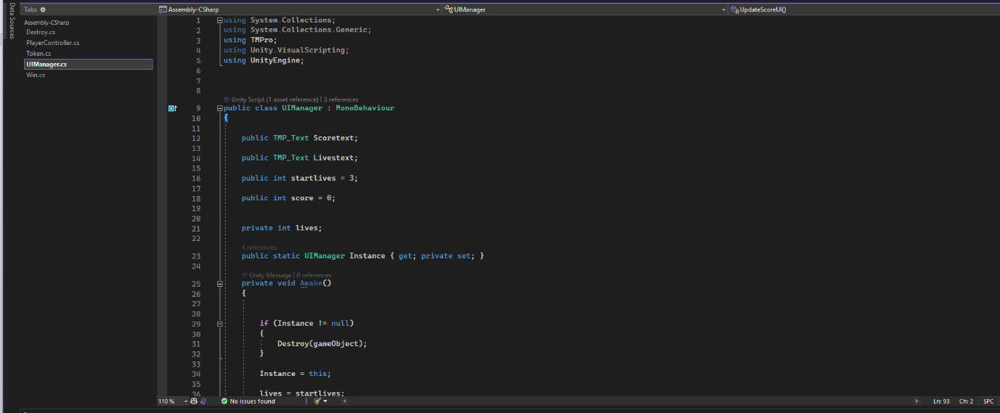 Data Sources
Tabs
Assembly-CSharp
Destroy.cs
PlayerController.cs
Token.cs
UIManager.cs
Win.cs
Assembly-CSharp UIManager UpdateScoreUI()
1 using System.Collections;
2 using System.Collections.Generic;
3 using TMPro;
4 using Unity.VisualScripting;
5 using UnityEngine;
6
7
8
Unity Script (1 asset reference) | 3 references
9 public class UIManager : MonoBehaviour
10 {
11
12 public TMP_Text Scoretext;
13
14 public TMP_Text Livestext;
15
16 public int startlives = 3;
17
18 public int score = 0;
19
20
21 private int lives;
22
4 references
23 public static UIManager Instance { get; private set; }
24
Unity Message | 0 references
25 private void Awake()
26 {
27
28
29 if (Instance != null)
30 {
31 Destroy(gameObject);
32 }
33
34 Instance = this;
35
36 lives = startlives;
110 % No issues found Ln: 93 Ch: 2 SPC